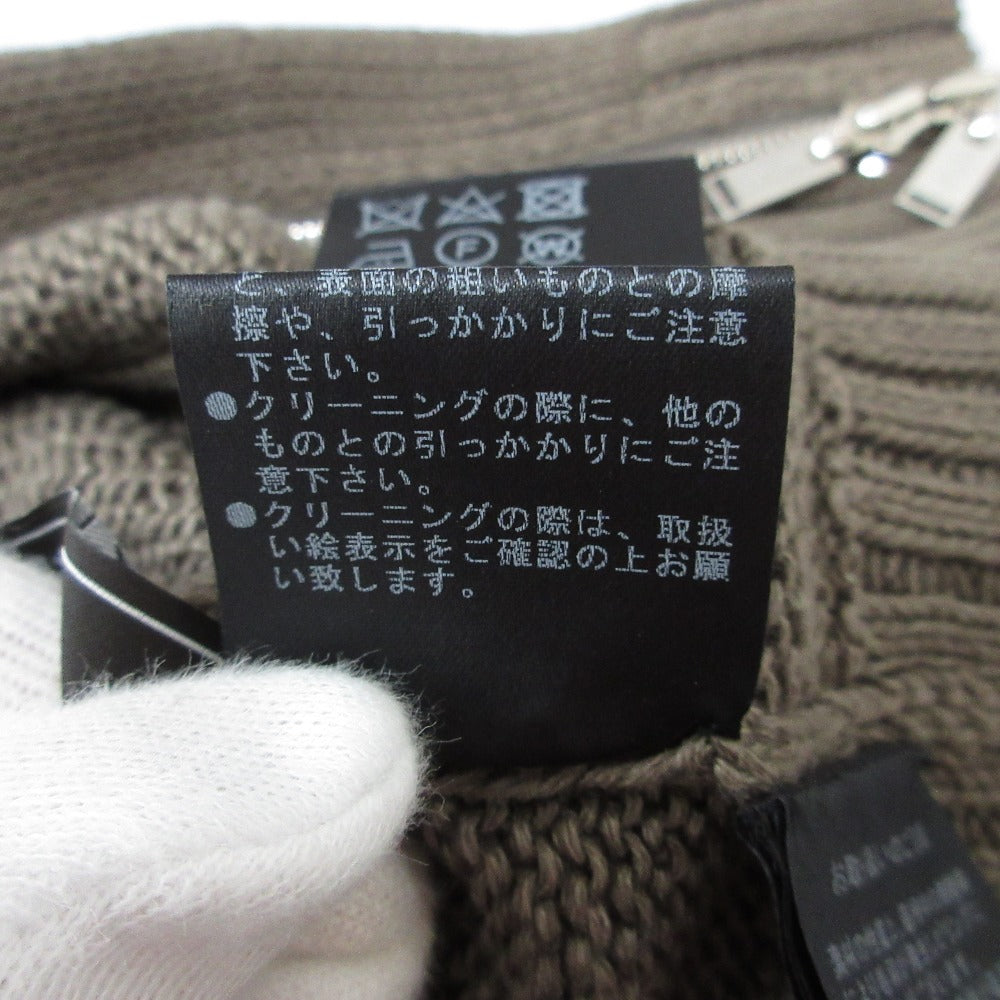 F
W
と、表面の粗いものとの摩
擦や、引っかかりにご注意
下さい。
●クリーニングの際に、他の
ものとの引っかかりにご注
意下さい。
●クリーニングの際は、取扱
い絵表示をご確認の上お願
い致します。